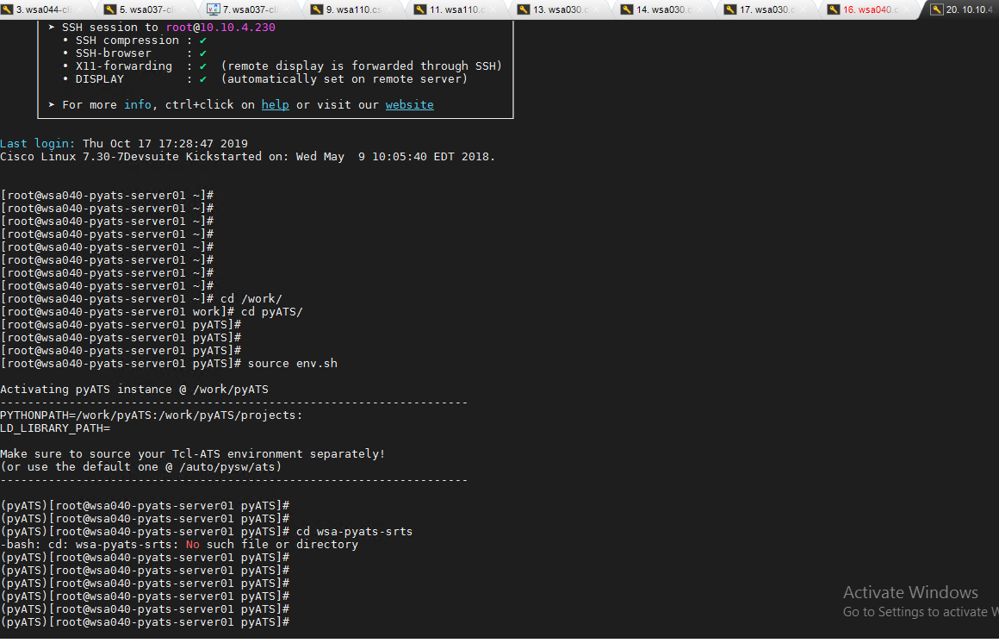 3. wsa044-cl
5. wsa037-cl
7. wsa037-cl
9. wsa110.cs
11. wsa110.c
13. wsa030.c
14. wsa030.c
17. wsa030.c
16. wsa040.c
20. 10.10.4.
➤ SSH session to root@10.10.4.230
• SSH compression : ✔
• SSH-browser : ✔
• X11-forwarding : ✔ (remote display is forwarded through SSH)
• DISPLAY : ✔ (automatically set on remote server)
➤ For more info, ctrl+click on help or visit our website
Last login: Thu Oct 17 17:28:47 2019
Cisco Linux 7.30-7Devsuite Kickstarted on: Wed May  9 10:05:40 EDT 2018.
[root@wsa040-pyats-server01 ~]#
[root@wsa040-pyats-server01 ~]#
[root@wsa040-pyats-server01 ~]#
[root@wsa040-pyats-server01 ~]#
[root@wsa040-pyats-server01 ~]#
[root@wsa040-pyats-server01 ~]#
[root@wsa040-pyats-server01 ~]#
[root@wsa040-pyats-server01 ~]#
[root@wsa040-pyats-server01 ~]# cd /work/
[root@wsa040-pyats-server01 work]# cd pyATS/
[root@wsa040-pyats-server01 pyATS]#
[root@wsa040-pyats-server01 pyATS]#
[root@wsa040-pyats-server01 pyATS]#
[root@wsa040-pyats-server01 pyATS]# source env.sh
Activating pyATS instance @ /work/pyATS
--------------------------------------------------------------------
PYTHONPATH=/work/pyATS:/work/pyATS/projects:
LD_LIBRARY_PATH=
Make sure to source your Tcl-ATS environment separately!
(or use the default one @ /auto/pysw/ats)
--------------------------------------------------------------------
(pyATS)[root@wsa040-pyats-server01 pyATS]#
(pyATS)[root@wsa040-pyats-server01 pyATS]#
(pyATS)[root@wsa040-pyats-server01 pyATS]# cd wsa-pyats-srts
-bash: cd: wsa-pyats-srts: No such file or directory
(pyATS)[root@wsa040-pyats-server01 pyATS]#
(pyATS)[root@wsa040-pyats-server01 pyATS]#
(pyATS)[root@wsa040-pyats-server01 pyATS]#
(pyATS)[root@wsa040-pyats-server01 pyATS]#
(pyATS)[root@wsa040-pyats-server01 pyATS]#
(pyATS)[root@wsa040-pyats-server01 pyATS]#
Activate Windows
Go to Settings to activate W